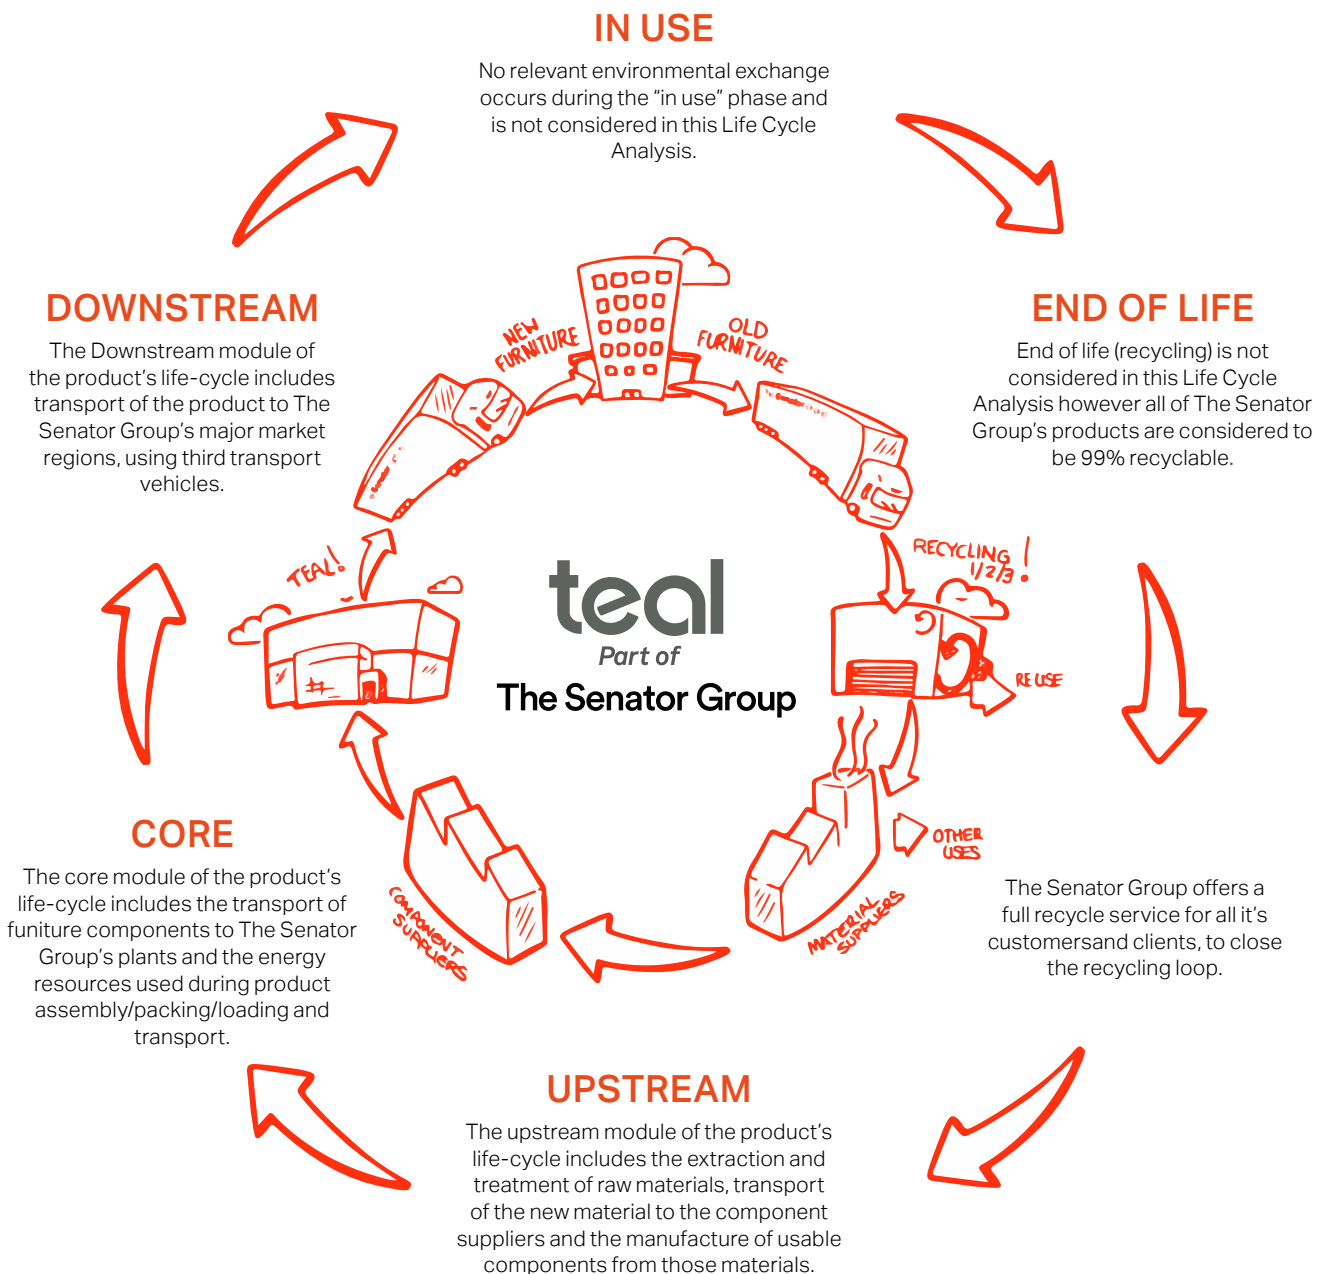 IN USE
No relevant environmental exchange
occurs during the “in use” phase and
is not considered in this Life Cycle
Analysis.
DOWNSTREAM
The Downstream module of
the product’s life-cycle includes
transport of the product to The
Senator Group’s major market
regions, using third transport
vehicles.
END OF LIFE
End of life (recycling) is not
considered in this Life Cycle
Analysis however all of The Senator
Group’s products are considered to
be 99% recyclable.
NEW
FURNITURE
OLD
FURNITURE
Senator
Senator
TEAL!
RECYCLING !
1/2/3
RE USE
teal
Part of
The Senator Group
OTHER
USES
MATERIAL
SUPPLIERS
COMPONENT
SUPPLIERS
CORE
The core module of the product’s
life-cycle includes the transport of
funiture components to The Senator
Group’s plants and the energy
resources used during product
assembly/packing/loading and
transport.
The Senator Group offers a
full recycle service for all it’s
customersand clients, to close
the recycling loop.
UPSTREAM
The upstream module of the product’s
life-cycle includes the extraction and
treatment of raw materials, transport
of the new material to the component
suppliers and the manufacture of usable
components from those materials.